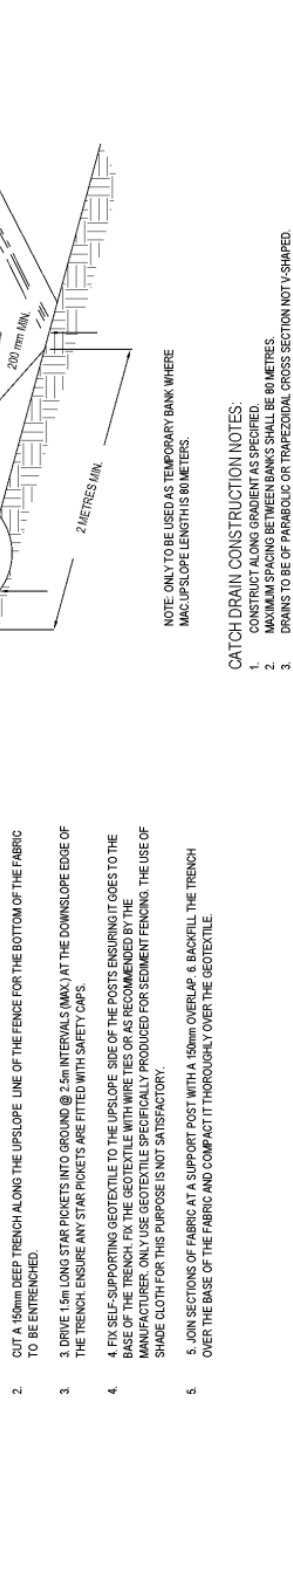 2. CUT A 150mm DEEP TRENCH ALONG THE UPSLOPE LINE OF THE FENCE FOR THE BOTTOM OF THE FABRIC
TO BE ENTRENCHED.
3. 3. DRIVE 1.5m LONG STAR PICKETS INTO GROUND @ 2.5m INTERVALS (MAX.) AT THE DOWNSLOPE EDGE OF
THE TRENCH. ENSURE ANY STAR PICKETS ARE FITTED WITH SAFETY CAPS.
4. 4. FIX SELF-SUPPORTING GEOTEXTILE TO THE UPSLOPE SIDE OF THE POSTS ENSURING IT GOES TO THE
BASE OF THE TRENCH. FIX THE GEOTEXTILE WITH WIRE TIES OR AS RECOMMENDED BY THE
MANUFACTURER. ONLY USE GEOTEXTILE SPECIFICALLY PRODUCED FOR SEDIMENT FENCING. THE USE OF
SHADE CLOTH FOR THIS PURPOSE IS NOT SATISFACTORY.
5. 5. JOIN SECTIONS OF FABRIC AT A SUPPORT POST WITH A 150mm OVERLAP. 6. BACKFILL THE TRENCH
OVER THE BASE OF THE FABRIC AND COMPACT IT THOROUGHLY OVER THE GEOTEXTILE.
200 mm MIN.
2 METRES MIN.
NOTE: ONLY TO BE USED AS TEMPORARY BANK WHERE
MAC.UPSLOPE LENGTH IS 80 METERS.
CATCH DRAIN CONSTRUCTION NOTES:
1. CONSTRUCT ALONG GRADIENT AS SPECIFIED.
2. MAXIMUM SPACING BETWEEN BANKS SHALL BE 80 METRES.
3. DRAINS TO BE OF PARABOLIC OR TRAPEZOIDAL CROSS SECTION NOT V-SHAPED.